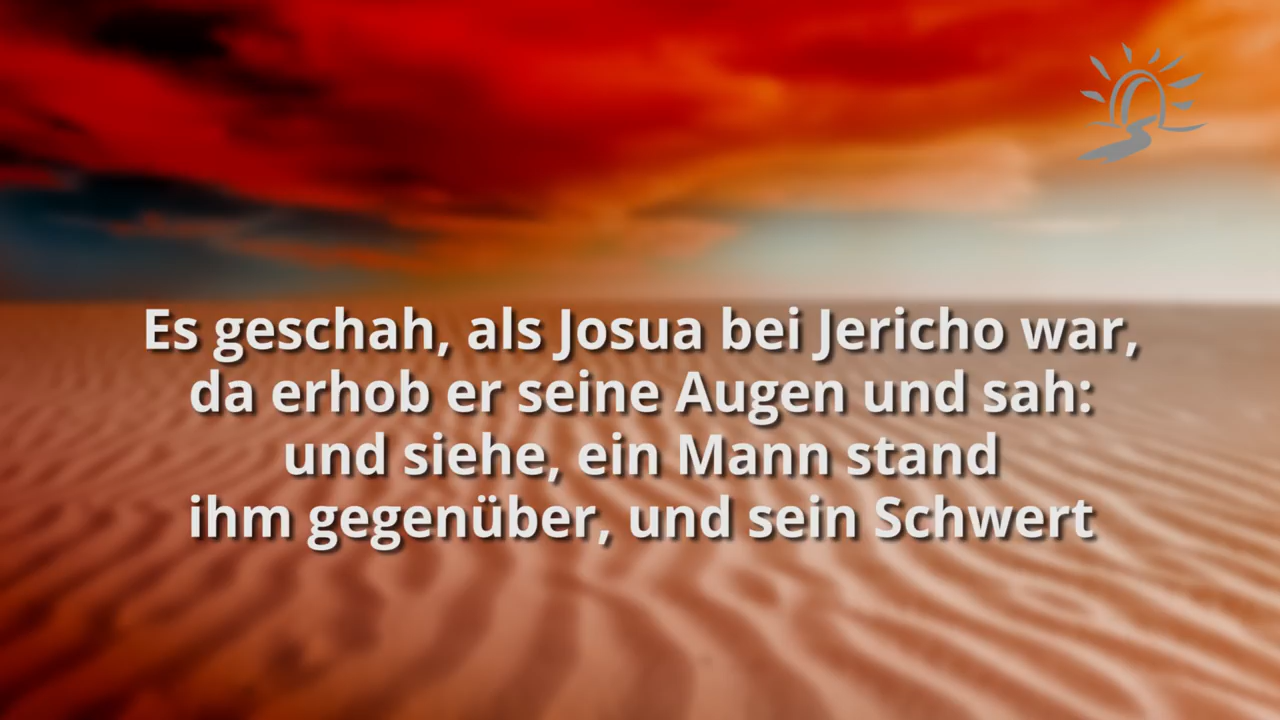 Es geschah, als Josua bei Jericho war,
da erhob er seine Augen und sah:
und siehe, ein Mann stand
ihm gegenüber, und sein Schwert